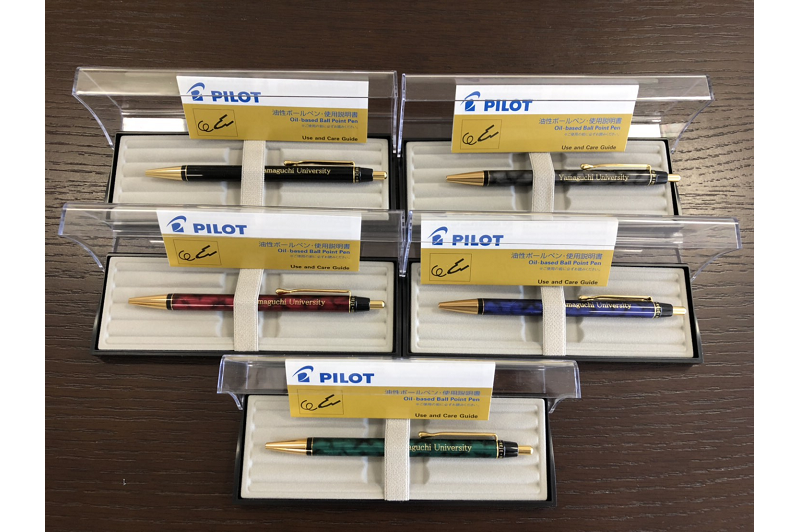 PILOT
油性ボールペン・使用説明書
Oil-based Ball Point Pen
Use and Care Guide
Yamaguchi University
PILOT
油性ボールペン・使用説明書
Oil-based Ball Point Pen
Use and Care Guide
Yamaguchi University
PILOT
油性ボールペン・使用説明書
Oil-based Ball Point Pen
Use and Care Guide
Yamaguchi University
PILOT
油性ボールペン・使用説明書
Oil-based Ball Point Pen
Use and Care Guide
Yamaguchi University
PILOT
油性ボールペン・使用説明書
Oil-based Ball Point Pen
Use and Care Guide
Yamaguchi University